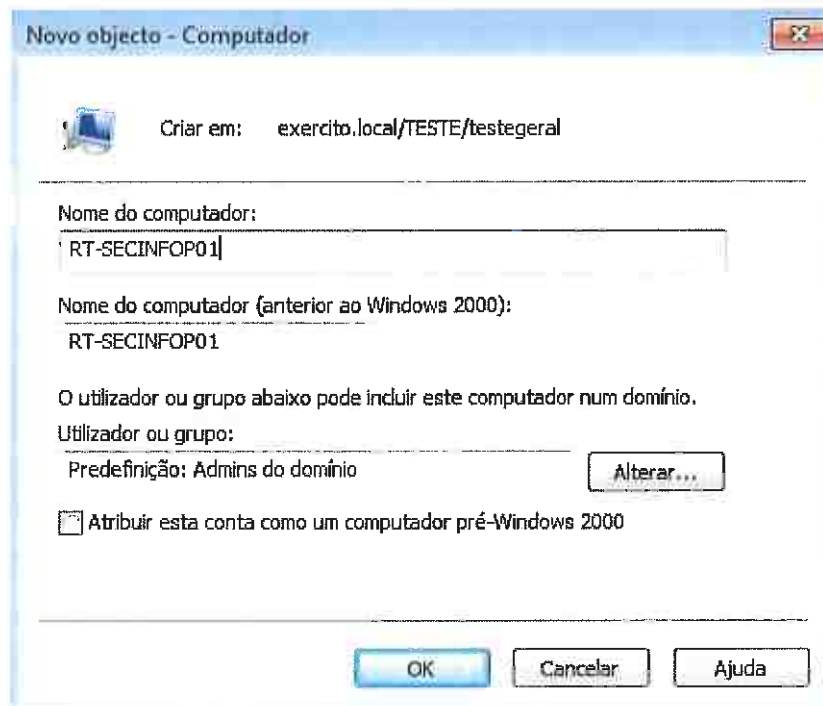 Novo objecto - Computador
Criar em: exercito.local/TESTE/testegeral
Nome do computador:
RT-SECINFOP01
Nome do computador (anterior ao Windows 2000):
RT-SECINFOP01
O utilizador ou grupo abaixo pode incluir este computador num domínio.
Utilizador ou grupo:
Predefinição: Admins do domínio
Alterar...
Atribuir esta conta como um computador pré-Windows 2000
OK
Cancelar
Ajuda